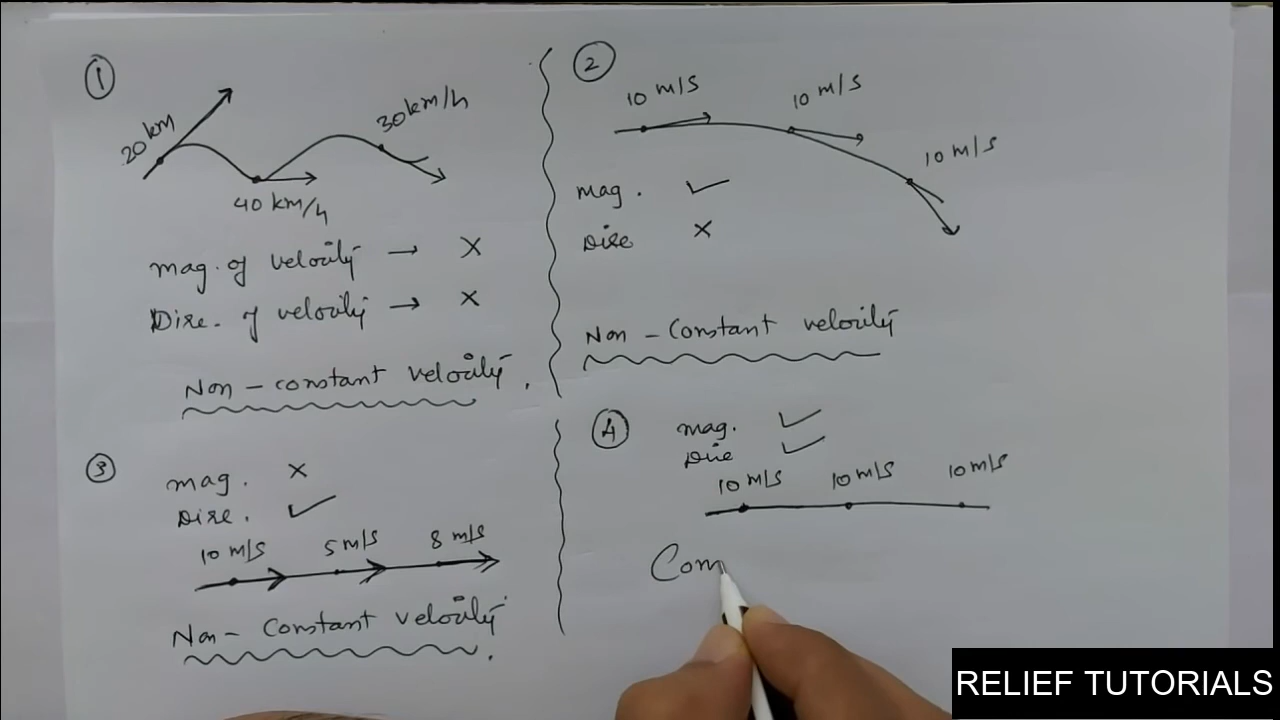 ①
20 km
40 km/h
30 km/h
Mag. of velocity → ×
Dire. of velocity → ×
Non - constant velocity.
②
10 m/s
10 m/s
10 m/s
Mag. ✓
Dire ×
Non - Constant velocity
③
mag. ×
Dire. ✓
10 m/s 5 m/s 8 m/s
Non - Constant velocity.
④
mag. ✓
Dire ✓
10 m/s 10 m/s 10 m/s
Con
RELIEF TUTORIALS